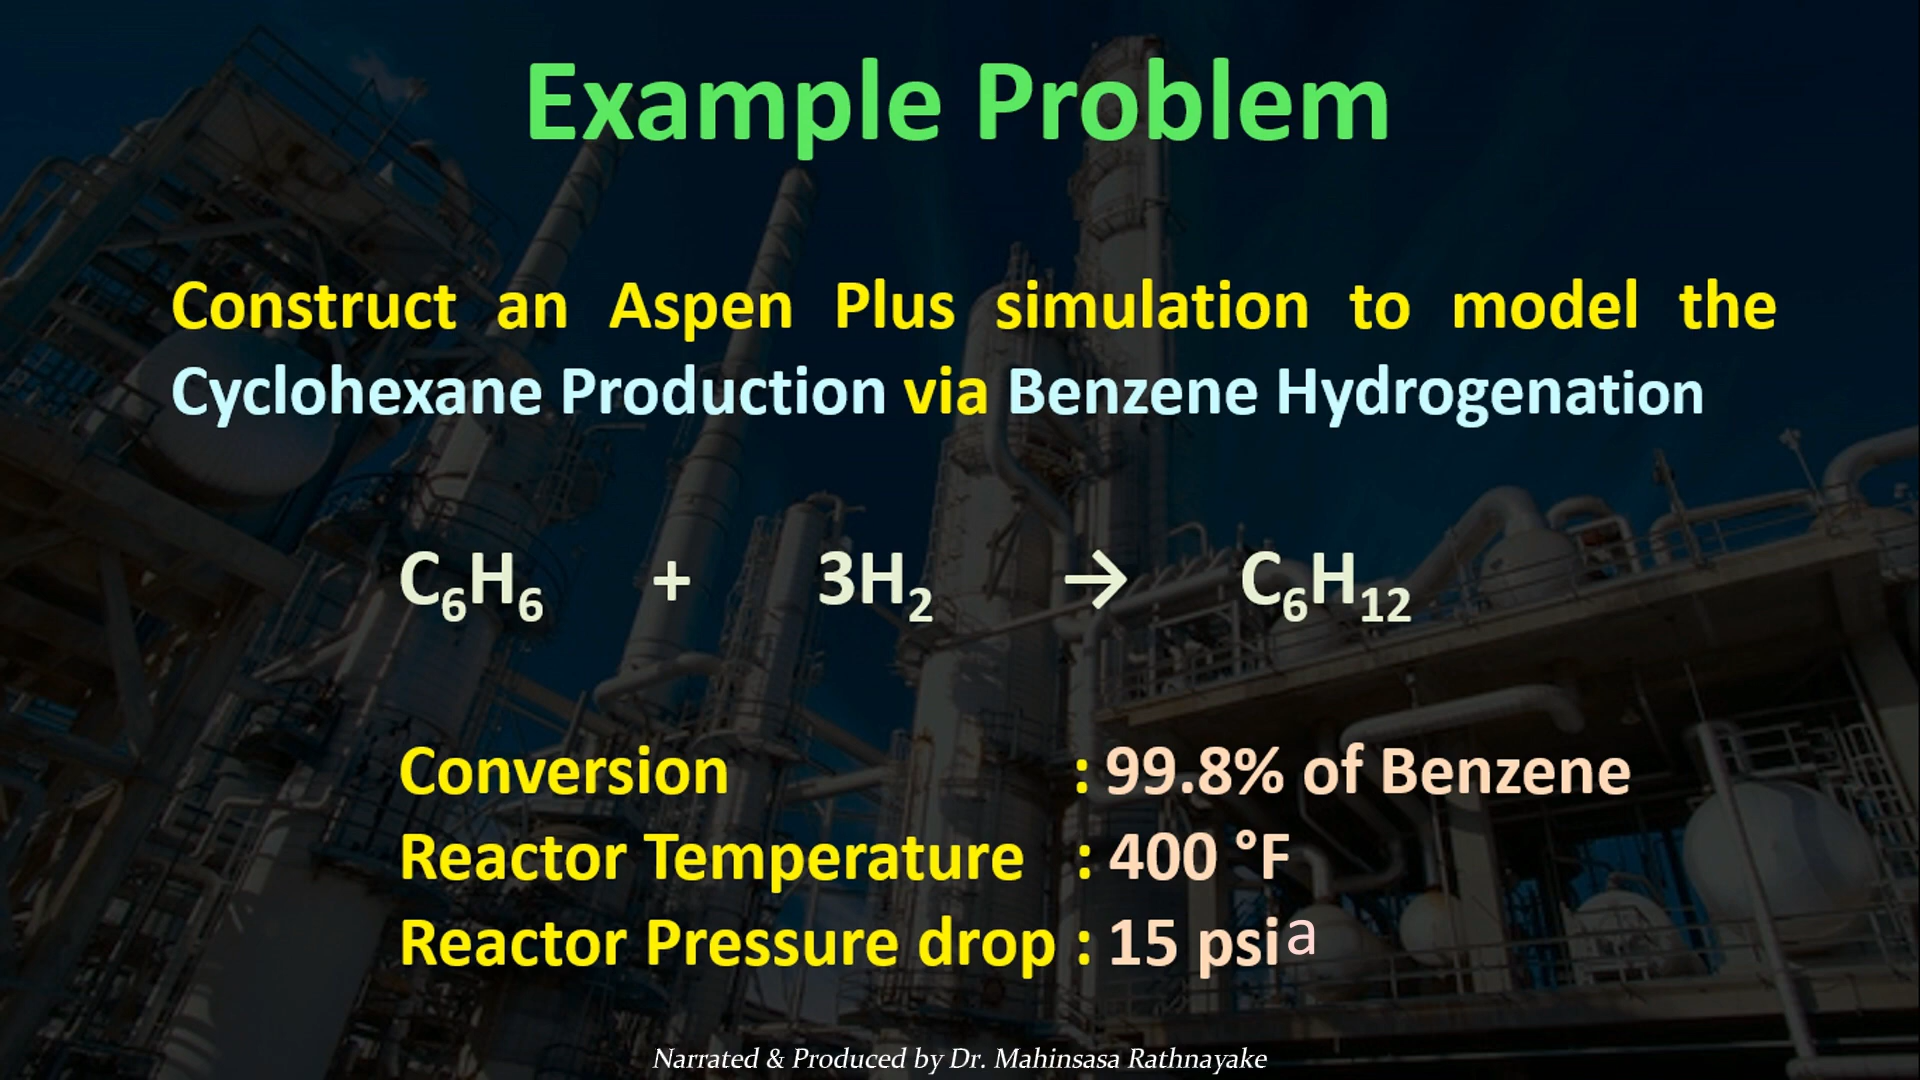 Example Problem
Construct an Aspen Plus simulation to model the
Cyclohexane Production via Benzene Hydrogenation
C₆H₆ + 3H₂ → C₆H₁₂
Conversion : 99.8% of Benzene
Reactor Temperature : 400 °F
Reactor Pressure drop : 15 psia
Narrated & Produced by Dr. Mahinsasa Rathnayake